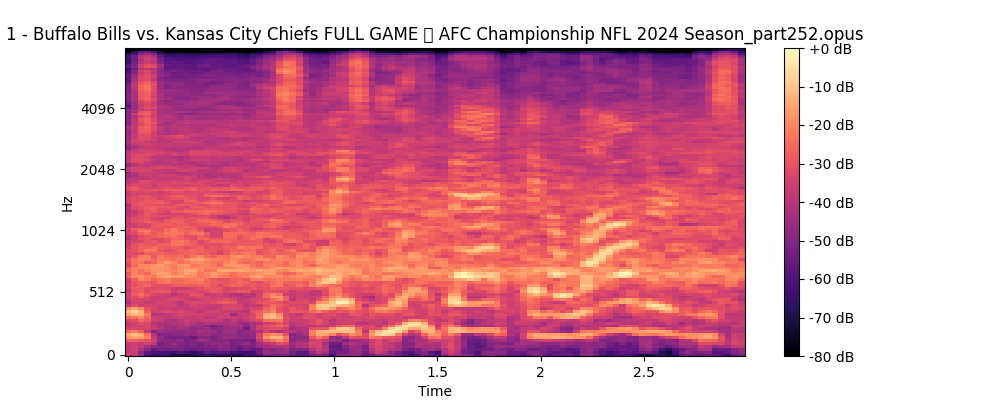 1 - Buffalo Bills vs. Kansas City Chiefs FULL GAME ▯ AFC Championship NFL 2024 Season_part252.opus
+0 dB
-10 dB
-20 dB
-30 dB
-40 dB
-50 dB
-60 dB
-70 dB
-80 dB
4096
2048
1024
512
0
Hz
0 0.5 1 1.5 2 2.5
Time